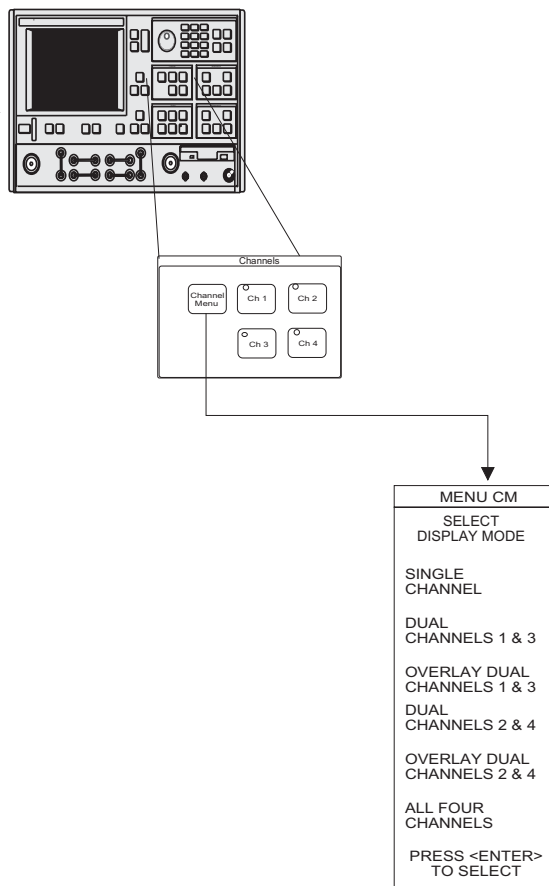 Channels
Channel
Menu
Ch 1
Ch 2
Ch 3
Ch 4
MENU CM
SELECT
DISPLAY MODE
SINGLE
CHANNEL
DUAL
CHANNELS 1 & 3
OVERLAY DUAL
CHANNELS 1 & 3
DUAL
CHANNELS 2 & 4
OVERLAY DUAL
CHANNELS 2 & 4
ALL FOUR
CHANNELS
PRESS <ENTER>
TO SELECT